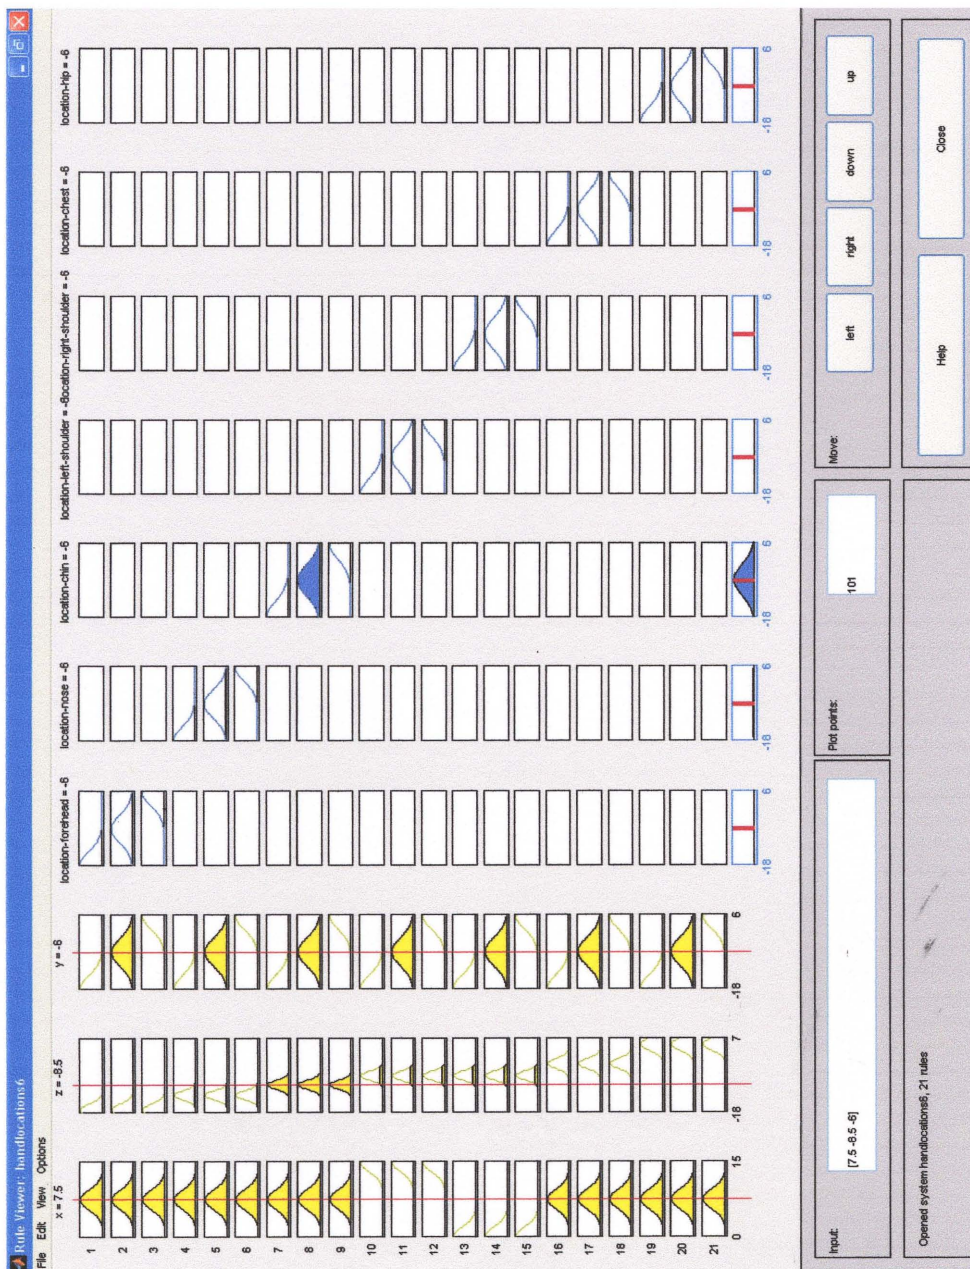 Rule Viewer: handlocations6
File Edit View Options
x = 7.5
z = -8.5
y = -6
location-forehead = -6
location-nose = -6
location-chin = -6
location-left-shoulder = -6
ocation-right-shoulder = -6
location-chest = -6
location-hip = -6
1
2
3
4
5
6
7
8
9
10
11
12
13
14
15
16
17
18
19
20
21
0 15
-18 7
-18 6
-18 6
-18 6
-18 6
-18 6
-18 6
-18 6
-18 6
Input: [7.5 -8.5 -6]
Plot points: 101
Move: left right down up
Opened system handlocations6, 21 rules
Help Close